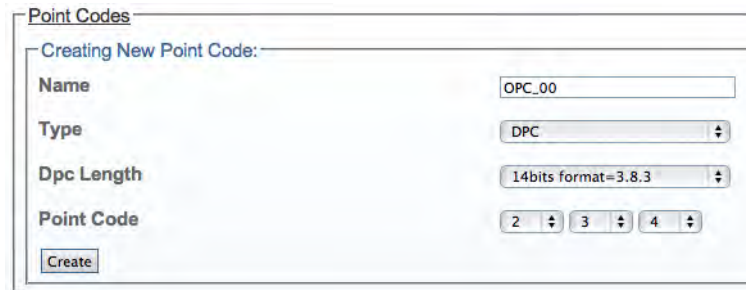 Point Codes
Creating New Point Code:
Name OPC_00
Type DPC
Dpc Length 14bits format=3.8.3
Point Code 2 3 4
Create